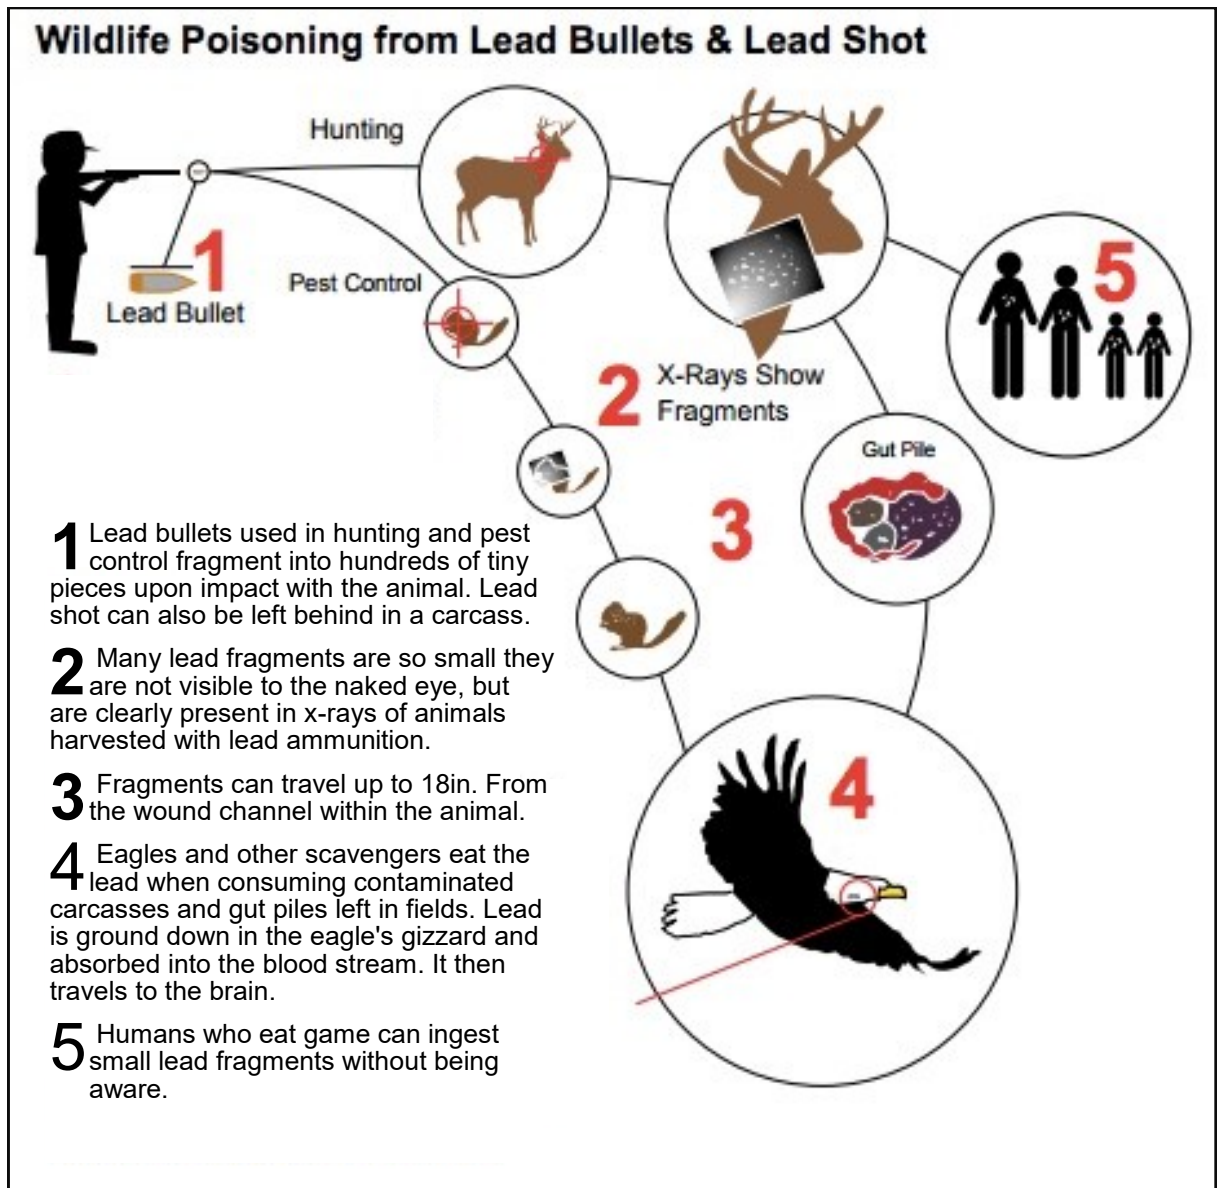 Wildlife Poisoning from Lead Bullets & Lead Shot
Hunting
1
Lead Bullet
Pest Control
2 X-Rays Show
Fragments
5
Gut Pile
3
4
1 Lead bullets used in hunting and pest
control fragment into hundreds of tiny
pieces upon impact with the animal. Lead
shot can also be left behind in a carcass.
2 Many lead fragments are so small they
are not visible to the naked eye, but
are clearly present in x-rays of animals
harvested with lead ammunition.
3 Fragments can travel up to 18in. From
the wound channel within the animal.
4 Eagles and other scavengers eat the
lead when consuming contaminated
carcasses and gut piles left in fields. Lead
is ground down in the eagle's gizzard and
absorbed into the blood stream. It then
travels to the brain.
5 Humans who eat game can ingest
small lead fragments without being
aware.